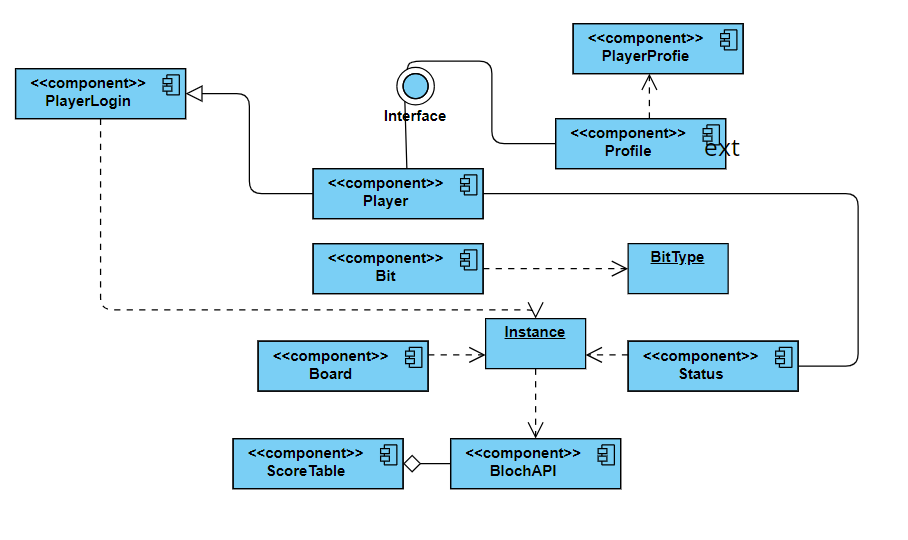 <<component>>
PlayerProfie
<<component>>
PlayerLogin
Interface
<<component>>
Profile
ext
<<component>>
Player
<<component>>
Bit
BitType
Instance
<<component>>
Board
<<component>>
Status
<<component>>
ScoreTable
<<component>>
BlochAPI